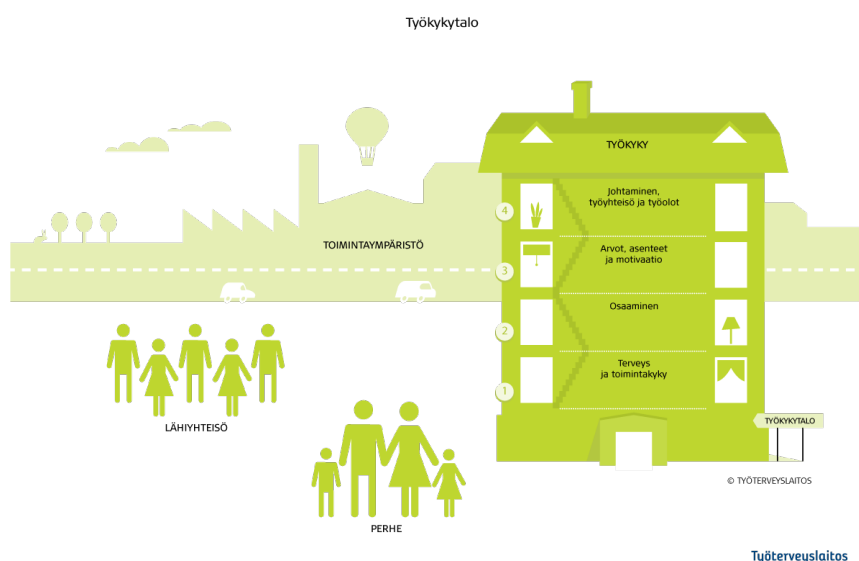 Työkykytalo
TYÖKYKY
4
Johtaminen,
työyhteisö ja työolot
TOIMINTAYMPÄRISTÖ
3
Arvot, asenteet
ja motivaatio
2
Osaaminen
1
Terveys
ja toimintakyky
LÄHIYHTEISÖ
TYÖKYKYTALO
PERHE
© TYÖTERVEYSLAITOS
Työterveyslaitos